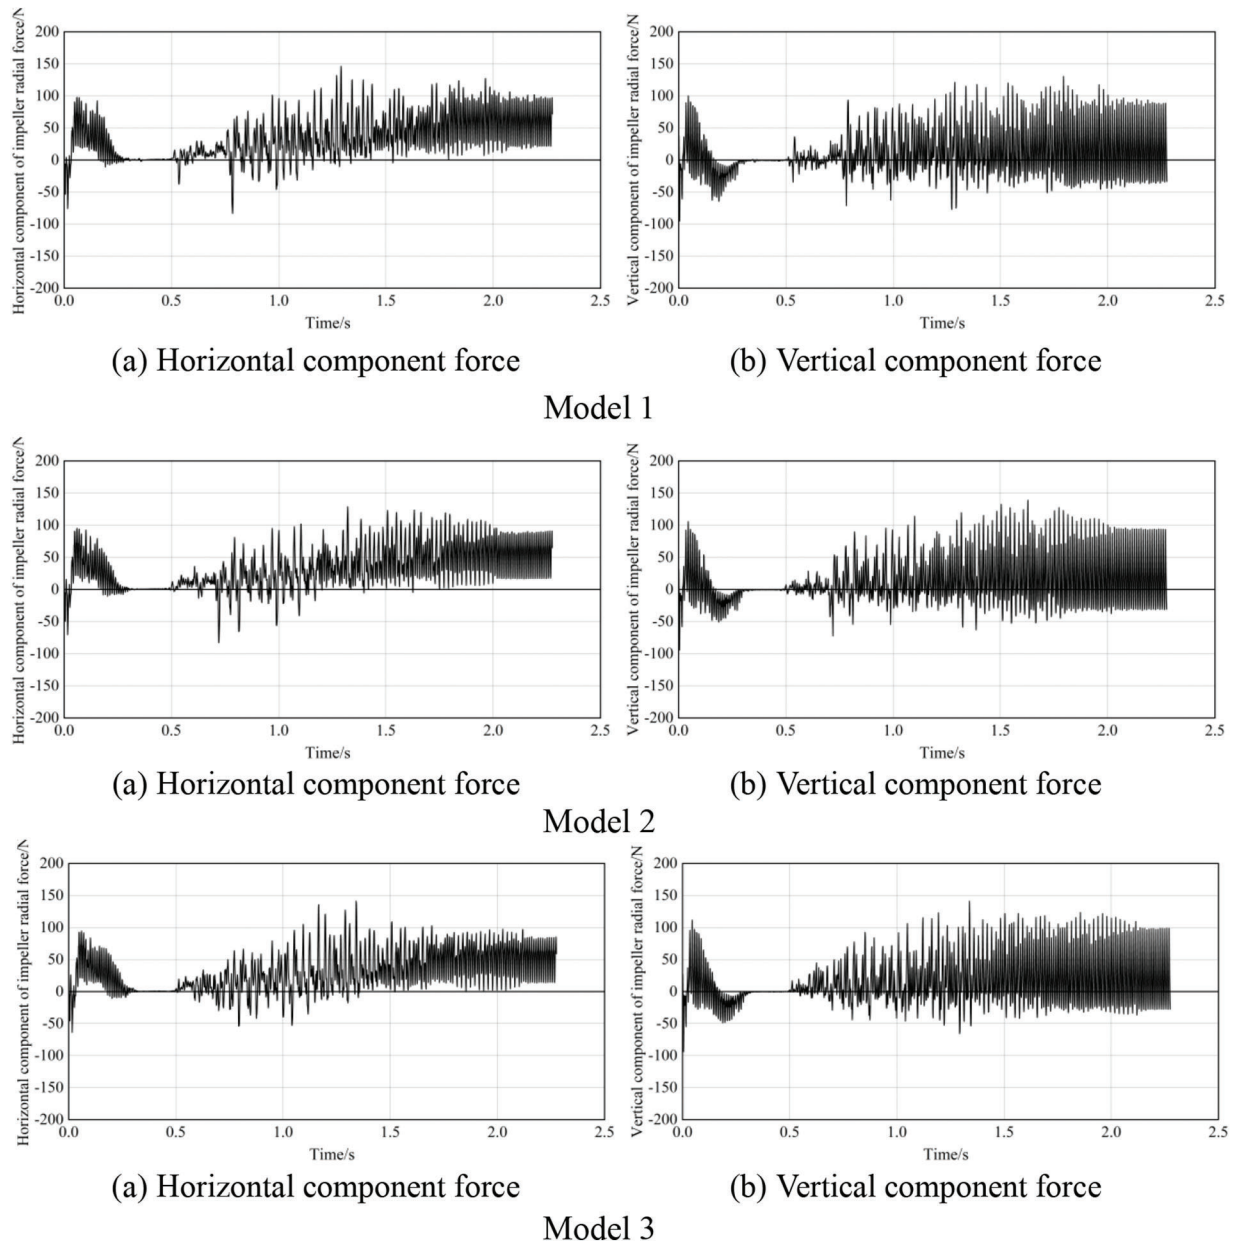 Horizontal component of impeller radial force/N
200
150
100
50
0
-50
-100
-150
-200
0.0 0.5 1.0 1.5 2.0 2.5
Time/s
Vertical component of impeller radial force/N
200
150
100
50
0
-50
-100
-150
-200
0.0 0.5 1.0 1.5 2.0 2.5
Time/s
(a) Horizontal component force
(b) Vertical component force
Model 1
Horizontal component of impeller radial force/N
200
150
100
50
0
-50
-100
-150
-200
0.0 0.5 1.0 1.5 2.0 2.5
Time/s
Vertical component of impeller radial force/N
200
150
100
50
0
-50
-100
-150
-200
0.0 0.5 1.0 1.5 2.0 2.5
Time/s
(a) Horizontal component force
(b) Vertical component force
Model 2
Horizontal component of impeller radial force/N
200
150
100
50
0
-50
-100
-150
-200
0.0 0.5 1.0 1.5 2.0 2.5
Time/s
Vertical component of impeller radial force/N
200
150
100
50
0
-50
-100
-150
-200
0.0 0.5 1.0 1.5 2.0 2.5
Time/s
(a) Horizontal component force
(b) Vertical component force
Model 3